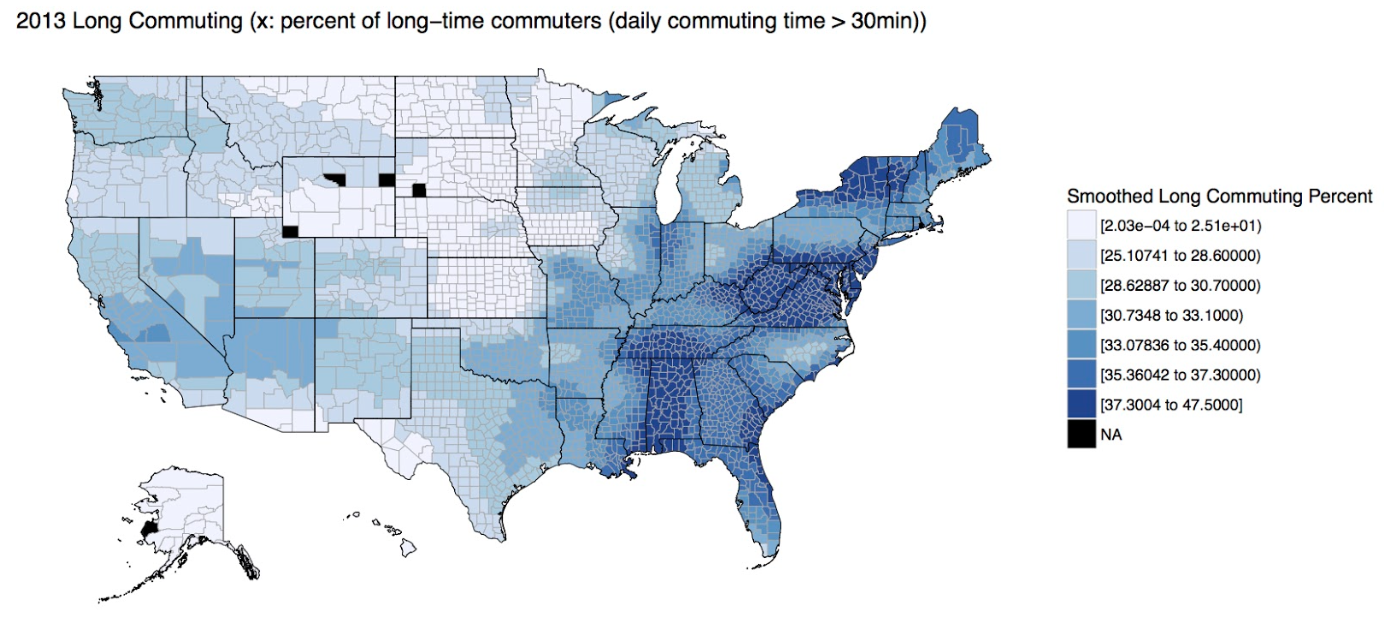 2013 Long Commuting (x: percent of long−time commuters (daily commuting time > 30min))
Smoothed Long Commuting Percent
[2.03e−04 to 2.51e+01)
[25.10741 to 28.60000)
[28.62887 to 30.70000)
[30.7348 to 33.1000)
[33.07836 to 35.40000)
[35.36042 to 37.30000)
[37.3004 to 47.5000]
NA